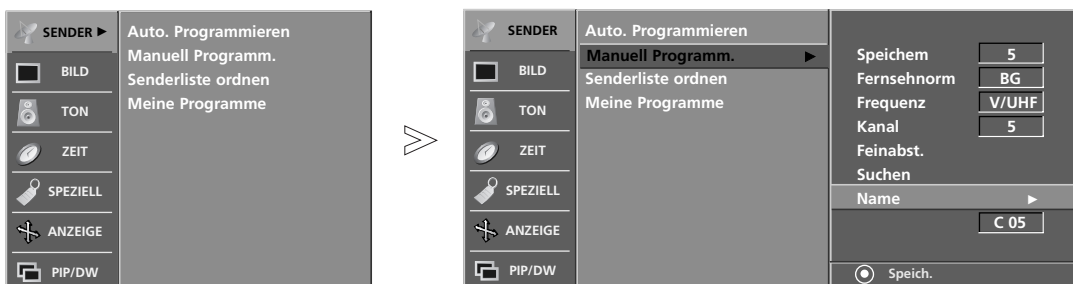 SENDER ►
BILD
TON
ZEIT
SPEZIELL
ANZEIGE
PIP/DW
Auto. Programmieren
Manuell Programm.
Senderliste ordnen
Meine Programme
SENDER
BILD
TON
ZEIT
SPEZIELL
ANZEIGE
PIP/DW
Auto. Programmieren
Manuell Programm. ►
Senderliste ordnen
Meine Programme
Speichem 5
Fernsehnorm BG
Frequenz V/UHF
Kanal 5
Feinabst.
Suchen
Name ►
C 05
Speich.